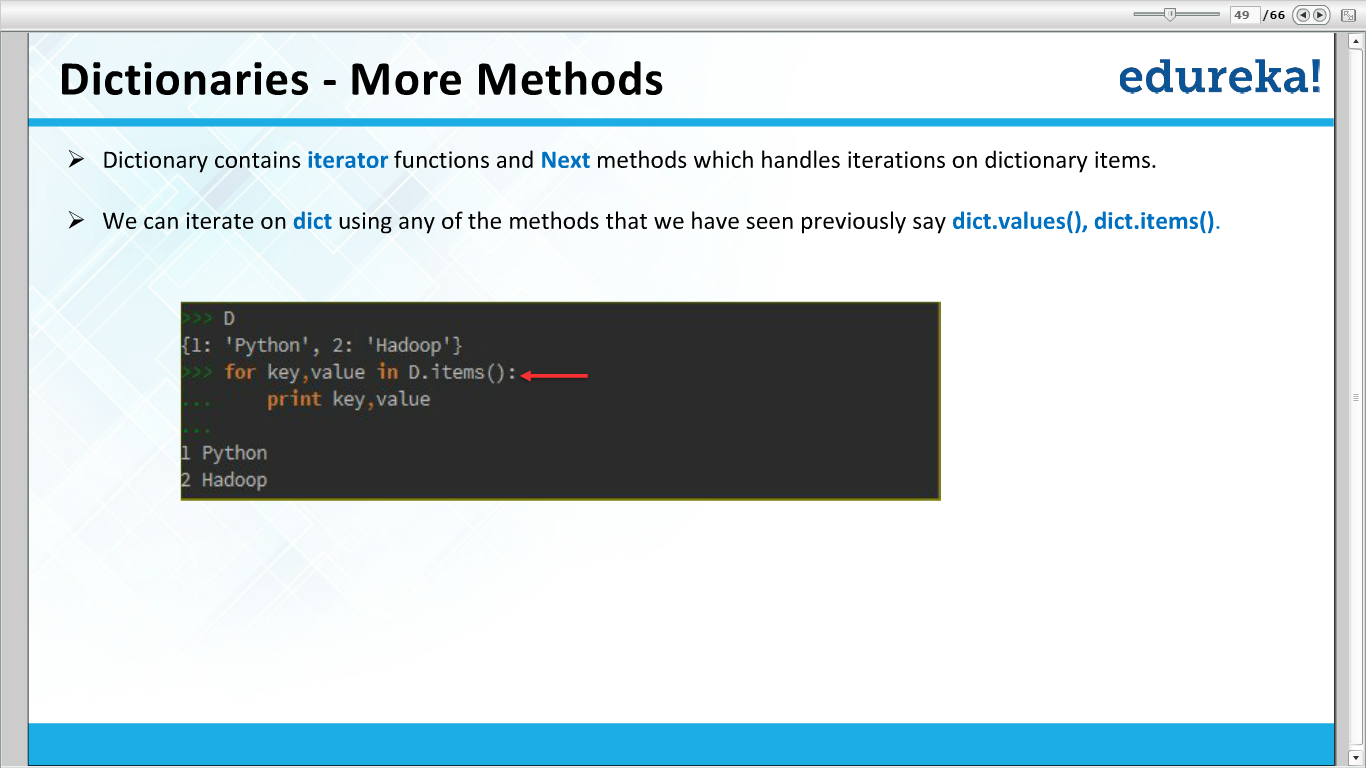 49 /66
Dictionaries - More Methods
edureka!
➢ Dictionary contains iterator functions and Next methods which handles iterations on dictionary items.
➢ We can iterate on dict using any of the methods that we have seen previously say dict.values(), dict.items().
>>> D
{1: 'Python', 2: 'Hadoop'}
>>> for key,value in D.items():
...     print key,value
...
1 Python
2 Hadoop